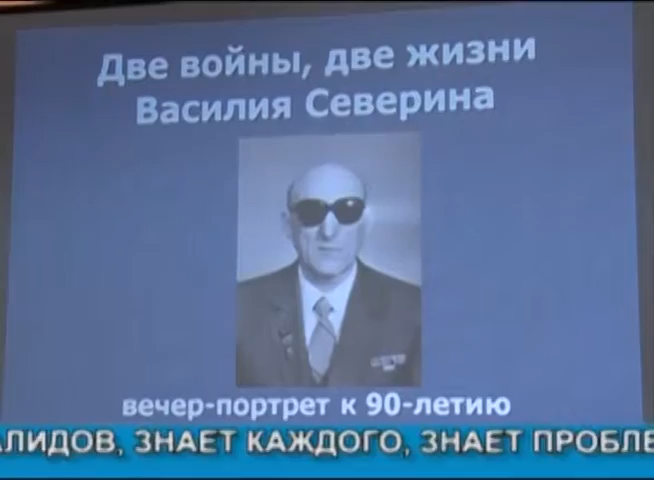 Две войны, две жизни
Василия Северина
вечер-портрет к 90-летию
АЛИДОВ, ЗНАЕТ КАЖДОГО, ЗНАЕТ ПРОБЛЕ